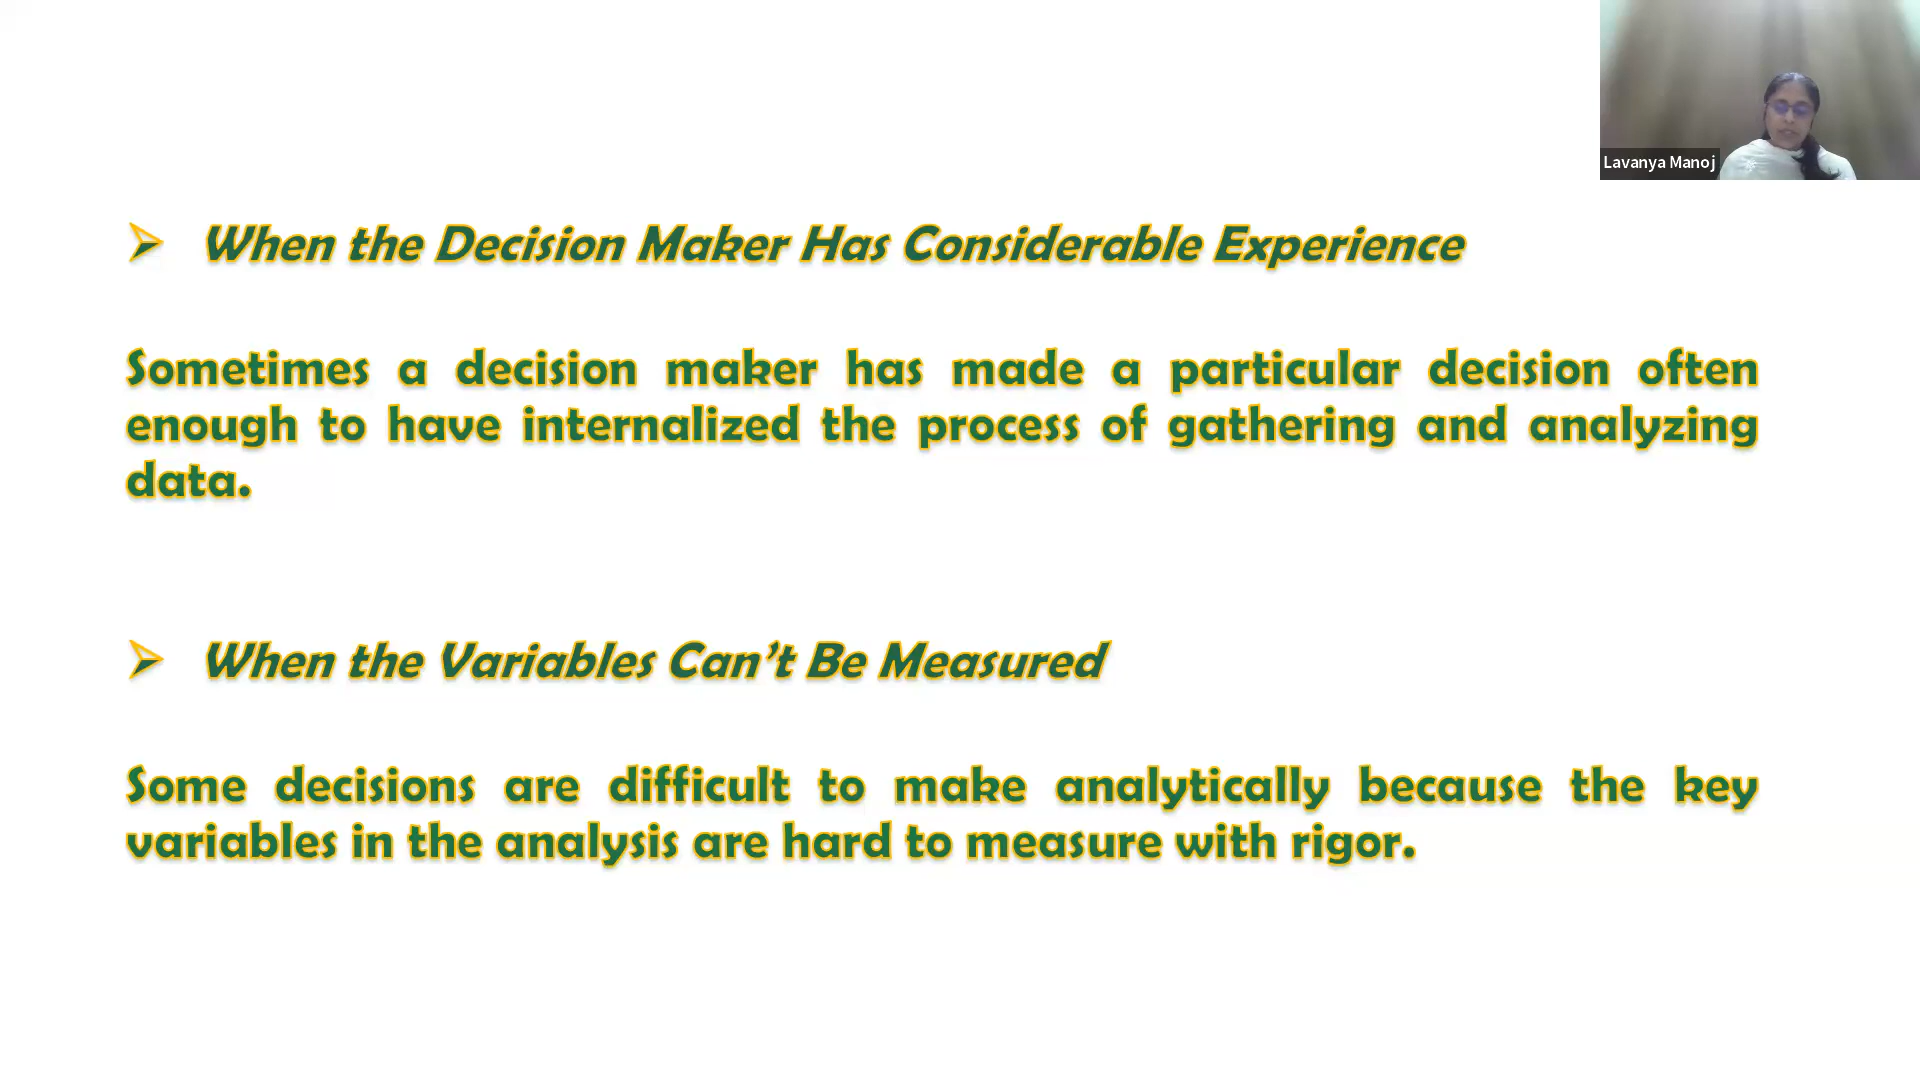 Lavanya Manoj
When the Decision Maker Has Considerable Experience
Sometimes a decision maker has made a particular decision often
enough to have internalized the process of gathering and analyzing
data.
When the Variables Can’t Be Measured
Some decisions are difficult to make analytically because the key
variables in the analysis are hard to measure with rigor.